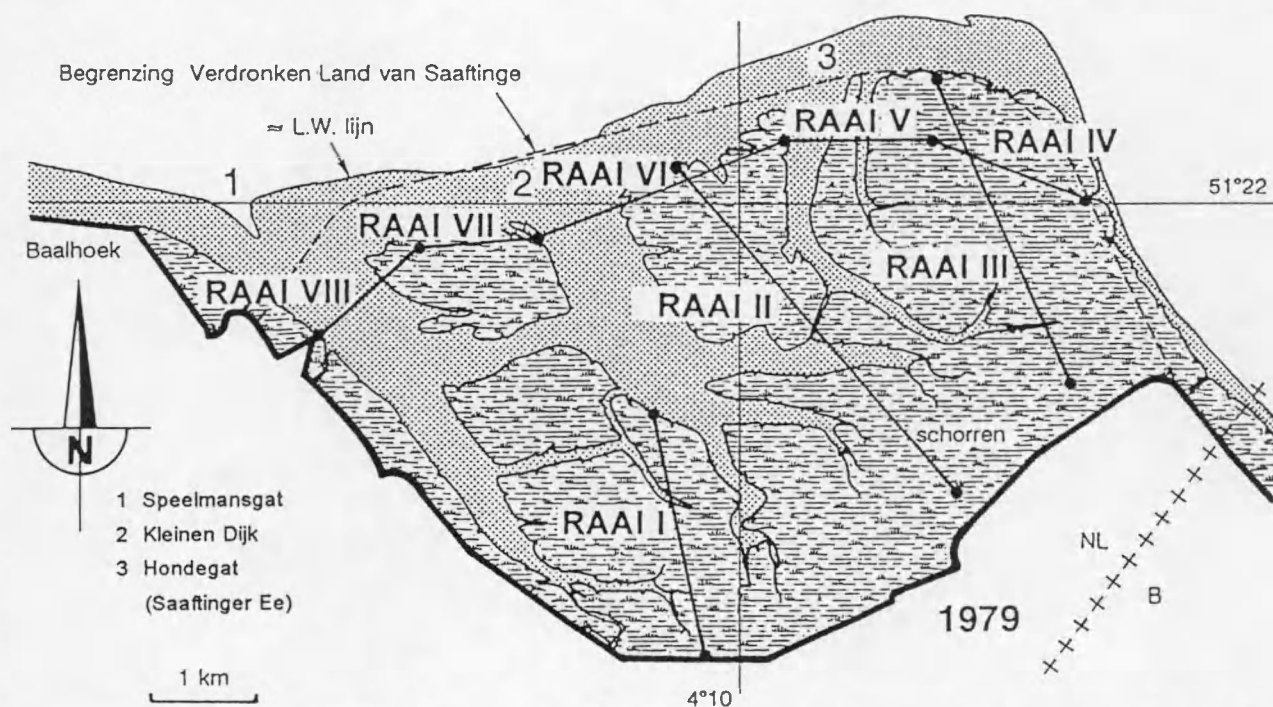 3
Begrenzing Verdronken Land van Saaftinge
≈ L.W. lijn
RAAI V
RAAI IV
1
2
RAAI VI
51°22
RAAI VII
Baalhoek
RAAI VIII
RAAI II
RAAI III
N
schorren
1 Speelmansgat
2 Kleinen Dijk
3 Hondegat
(Saaftinger Ee)
RAAI I
NL
B
1979
1 km
4°10